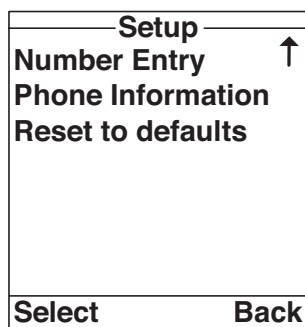 Setup
Number Entry
Phone Information
Reset to defaults
Select Back